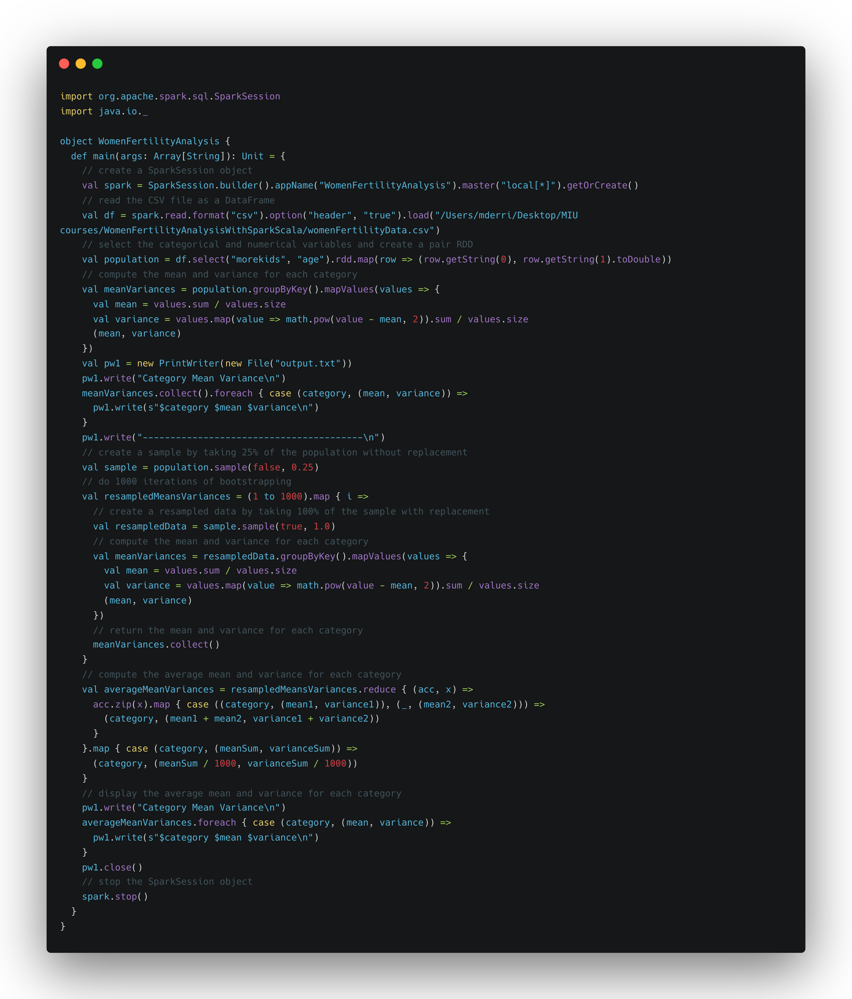 import org.apache.spark.sql.SparkSession
import java.io._

object WomenFertilityAnalysis {
  def main(args: Array[String]): Unit = {
    // create a SparkSession object
    val spark = SparkSession.builder().appName("WomenFertilityAnalysis").master("local[*]").getOrCreate()
    // read the CSV file as a DataFrame
    val df = spark.read.format("csv").option("header", "true").load("/Users/mderri/Desktop/MIU
courses/WomenFertilityAnalysisWithSparkScala/womenFertilityData.csv")
    // select the categorical and numerical variables and create a pair RDD
    val population = df.select("morekids", "age").rdd.map(row => (row.getString(0), row.getString(1).toDouble))
    // compute the mean and variance for each category
    val meanVariances = population.groupByKey().mapValues(values => {
      val mean = values.sum / values.size
      val variance = values.map(value => math.pow(value - mean, 2)).sum / values.size
      (mean, variance)
    })
    val pw1 = new PrintWriter(new File("output.txt"))
    pw1.write("Category Mean Variance\n")
    meanVariances.collect().foreach { case (category, (mean, variance)) =>
      pw1.write(s"$category $mean $variance\n")
    }
    pw1.write("----------------------------------------\n")
    // create a sample by taking 25% of the population without replacement
    val sample = population.sample(false, 0.25)
    // do 1000 iterations of bootstrapping
    val resampledMeansVariances = (1 to 1000).map { i =>
      // create a resampled data by taking 100% of the sample with replacement
      val resampledData = sample.sample(true, 1.0)
      // compute the mean and variance for each category
      val meanVariances = resampledData.groupByKey().mapValues(values => {
        val mean = values.sum / values.size
        val variance = values.map(value => math.pow(value - mean, 2)).sum / values.size
        (mean, variance)
      })
      // return the mean and variance for each category
      meanVariances.collect()
    }
    // compute the average mean and variance for each category
    val averageMeanVariances = resampledMeansVariances.reduce { (acc, x) =>
      acc.zip(x).map { case ((category, (mean1, variance1)), (_, (mean2, variance2))) =>
        (category, (mean1 + mean2, variance1 + variance2))
      }
    }.map { case (category, (meanSum, varianceSum)) =>
      (category, (meanSum / 1000, varianceSum / 1000))
    }
    // display the average mean and variance for each category
    pw1.write("Category Mean Variance\n")
    averageMeanVariances.foreach { case (category, (mean, variance)) =>
      pw1.write(s"$category $mean $variance\n")
    }
    pw1.close()
    // stop the SparkSession object
    spark.stop()
  }
}